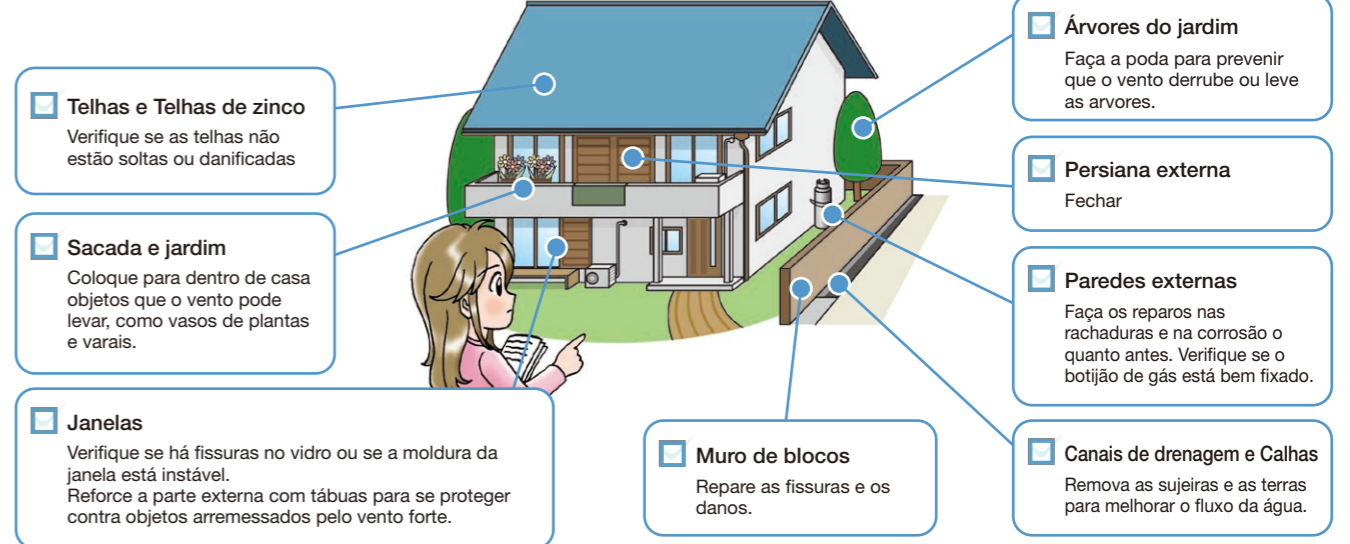 Telhas e Telhas de zinco
Verifique se as telhas não
estão soltas ou danificadas
Sacada e jardim
Coloque para dentro de casa
objetos que o vento pode
levar, como vasos de plantas
e varais.
Janelas
Verifique se há fissuras no vidro ou se a moldura da
janela está instável.
Reforce a parte externa com tábuas para se proteger
contra objetos arremessados pelo vento forte.
Muro de blocos
Repare as fissuras e os
danos.
Árvores do jardim
Faça a poda para prevenir
que o vento derrube ou leve
as arvores.
Persiana externa
Fechar
Paredes externas
Faça os reparos nas
rachaduras e na corrosão o
quanto antes. Verifique se o
botijão de gás está bem fixado.
Canais de drenagem e Calhas
Remova as sujeiras e as terras
para melhorar o fluxo da água.